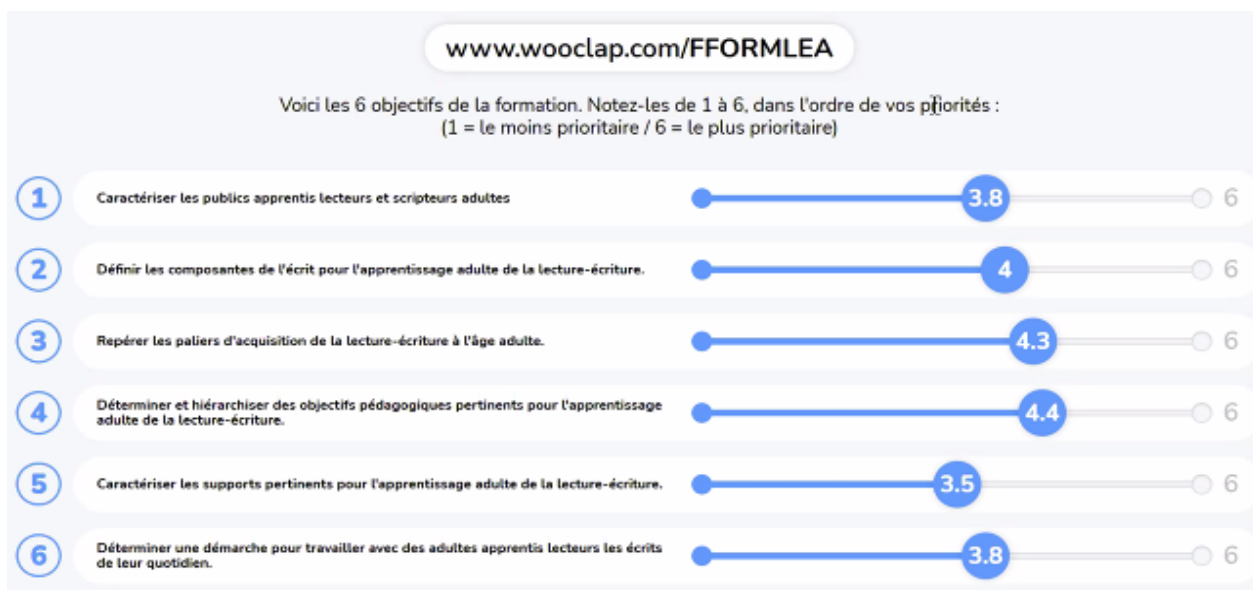 www.wooclap.com/FFORMLEA
Voici les 6 objectifs de la formation. Notez-les de 1 à 6, dans l'ordre de vos priorités :
(1 = le moins prioritaire / 6 = le plus prioritaire)
1 Caractériser les publics apprentis lecteurs et scripteurs adultes 3.8 6
2 Définir les composantes de l'écrit pour l'apprentissage adulte de la lecture-écriture. 4 6
3 Repérer les paliers d'acquisition de la lecture-écriture à l'âge adulte. 4.3 6
4 Déterminer et hiérarchiser des objectifs pédagogiques pertinents pour l'apprentissage
adulte de la lecture-écriture. 4.4 6
5 Caractériser les supports pertinents pour l'apprentissage adulte de la lecture-écriture. 3.5 6
6 Déterminer une démarche pour travailler avec des adultes apprentis lecteurs les écrits
de leur quotidien. 3.8 6